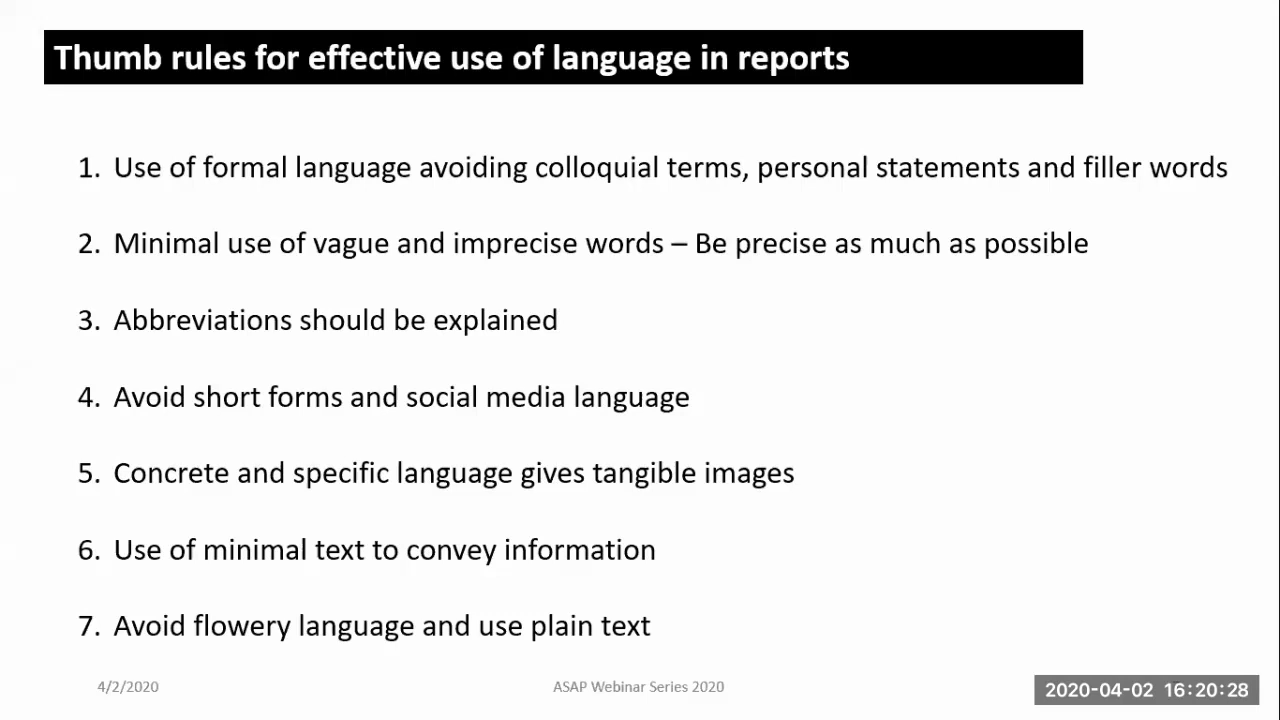 Thumb rules for effective use of language in reports
1. Use of formal language avoiding colloquial terms, personal statements and filler words
2. Minimal use of vague and imprecise words – Be precise as much as possible
3. Abbreviations should be explained
4. Avoid short forms and social media language
5. Concrete and specific language gives tangible images
6. Use of minimal text to convey information
7. Avoid flowery language and use plain text
4/2/2020
ASAP Webinar Series 2020
2020-04-02 16:20:28